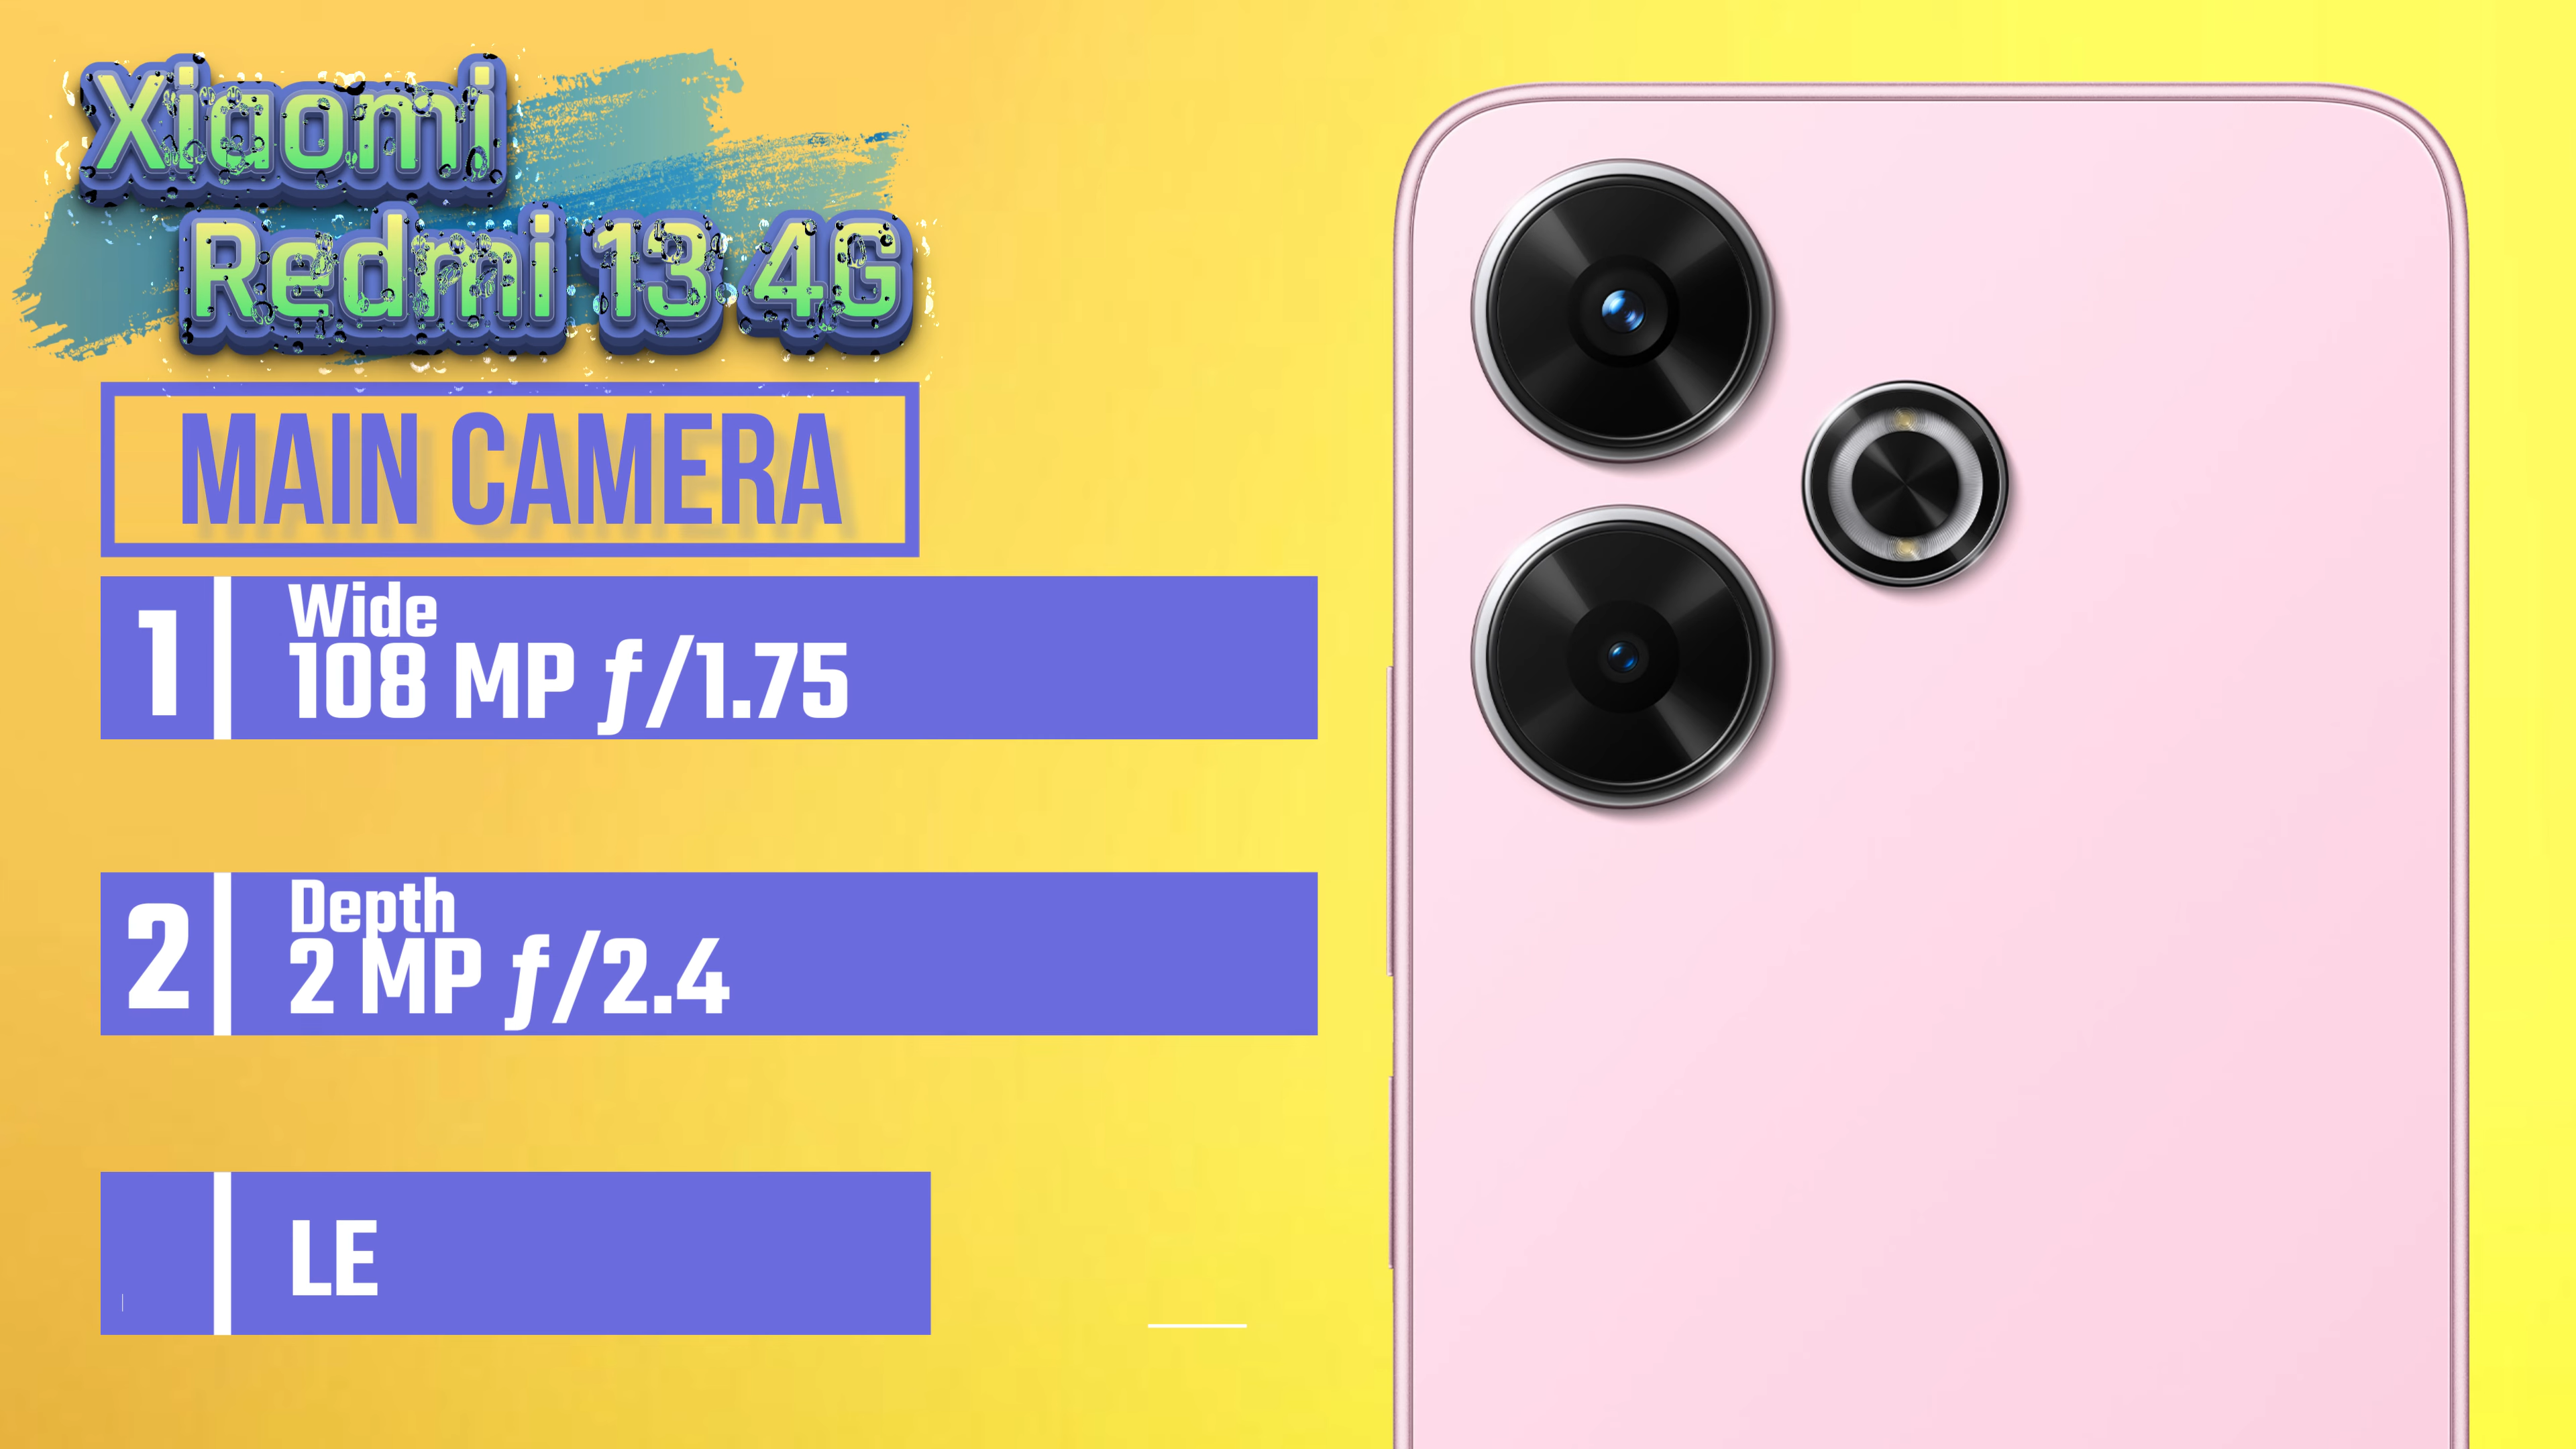 Xiaomi
Redmi 13 4G
MAIN CAMERA
1
Wide
108 MP ƒ/1.75
2
Depth
2 MP ƒ/2.4
LE